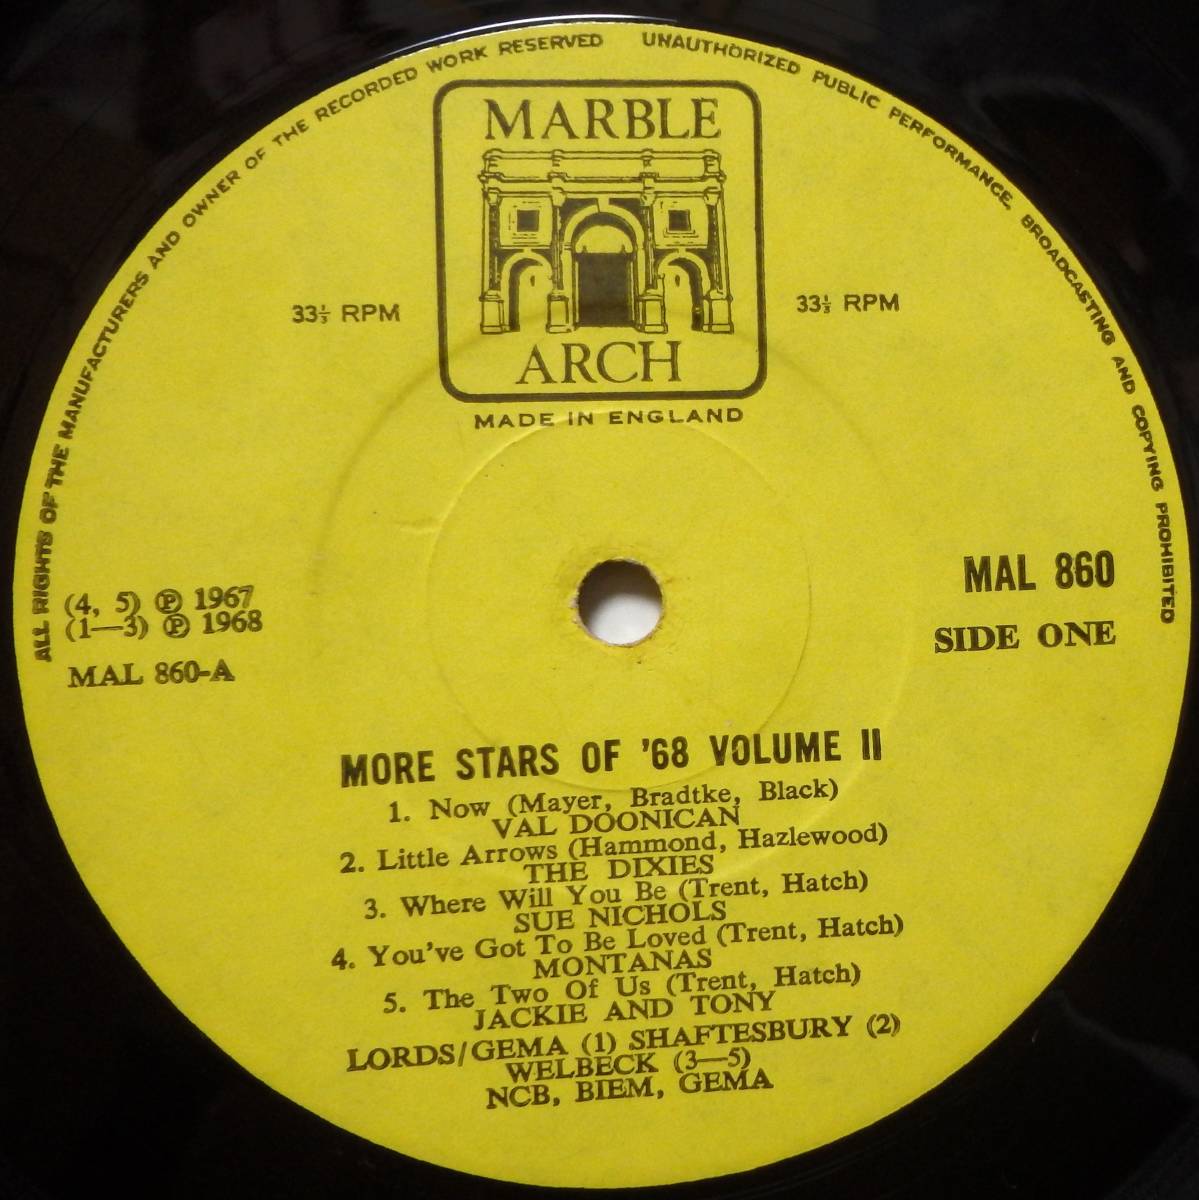 ALL RIGHTS OF THE MANUFACTURERS AND OWNER OF THE RECORDED WORK RESERVED UNAUTHORIZED PUBLIC PERFORMANCE, BROADCASTING AND COPYING PROHIBITED
MARBLE
ARCH
33⅓ RPM
33⅓ RPM
MADE IN ENGLAND
(4, 5) ℗ 1967
(1—3) ℗ 1968
MAL 860-A
MAL 860
SIDE ONE
MORE STARS OF '68 VOLUME II
1. Now (Mayer, Bradtke, Black)
VAL DOONICAN
2. Little Arrows (Hammond, Hazlewood)
THE DIXIES
3. Where Will You Be (Trent, Hatch)
SUE NICHOLS
4. You've Got To Be Loved (Trent, Hatch)
MONTANAS
5. The Two Of Us (Trent, Hatch)
JACKIE AND TONY
LORDS/GEMA (1) SHAFTESBURY (2)
WELBECK (3—5)
NCB, BIEM, GEMA